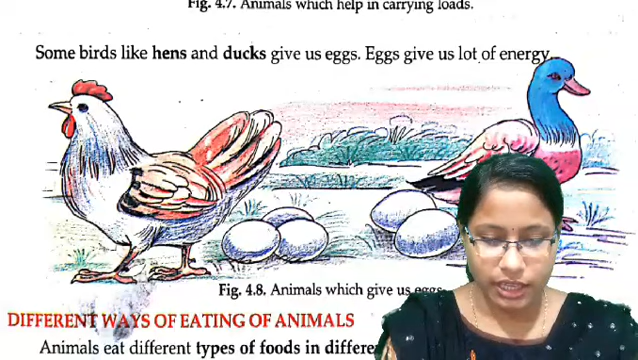 Fig. 4.7. Animals which help in carrying loads.
Some birds like hens and ducks give us eggs. Eggs give us lot of energy.
Fig. 4.8. Animals which give us eggs.
DIFFERENT WAYS OF EATING OF ANIMALS
Animals eat different types of foods in